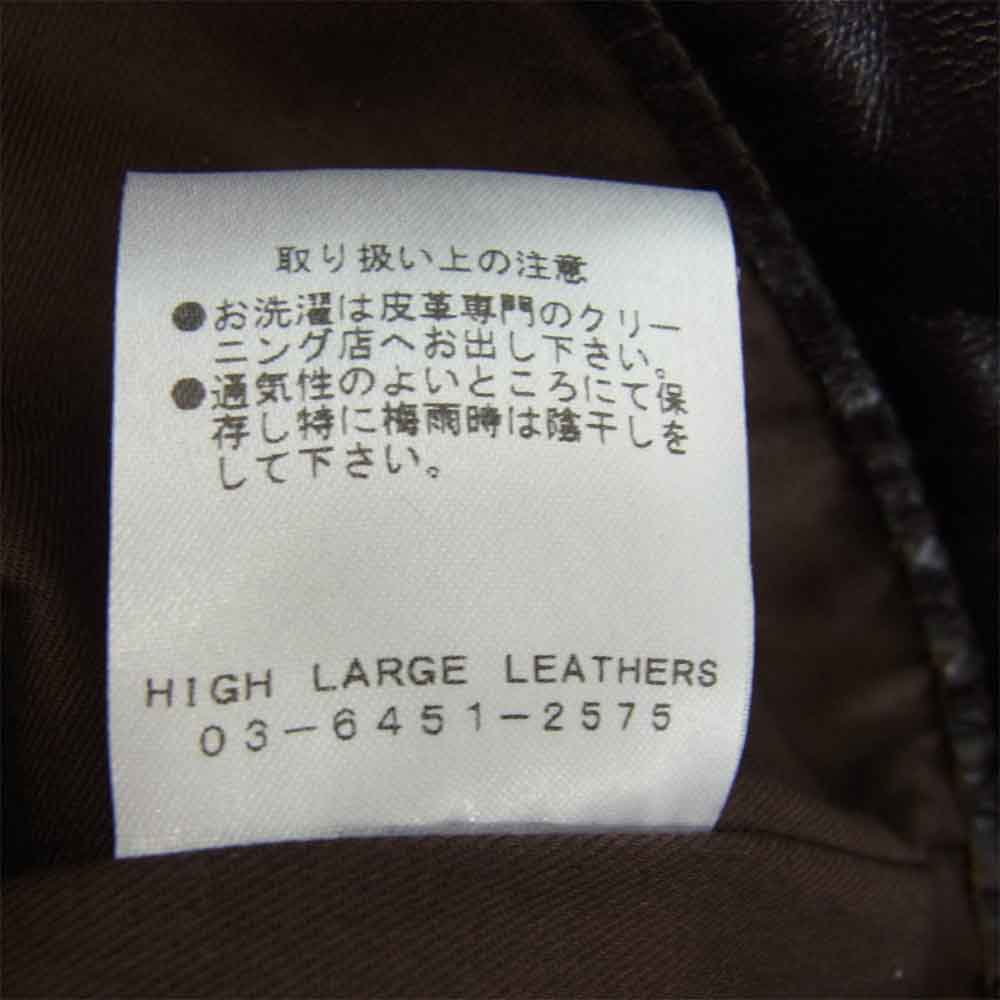 取り扱い上の注意
●お洗濯は皮革専門のクリー
ニング店へお出し下さい。
●通気性のよいところにて保
存し特に梅雨時は陰干しを
して下さい。
HIGH LARGE LEATHERS
03-6451-2575